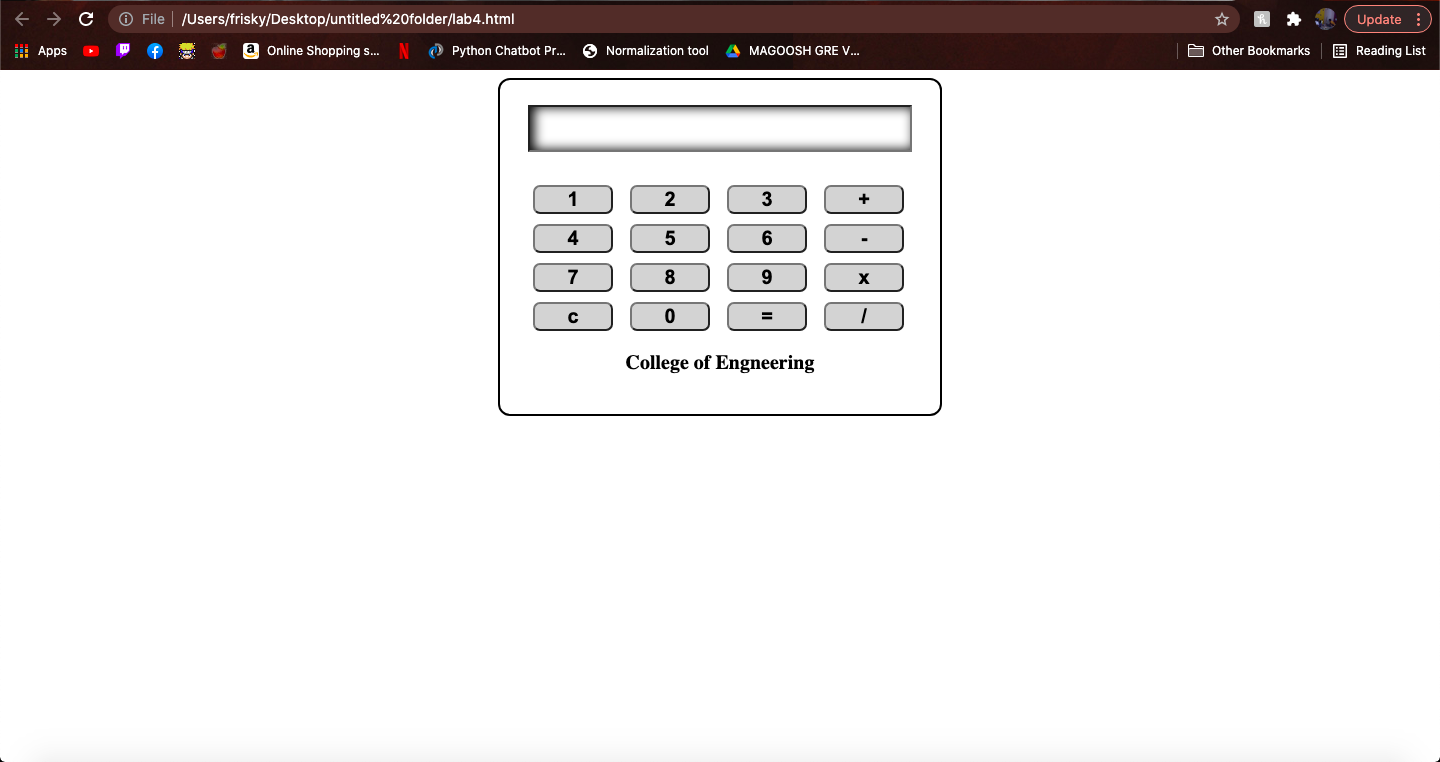 File /Users/frisky/Desktop/untitled%20folder/lab4.html Update
Apps Online Shopping s... Python Chatbot Pr... Normalization tool MAGOOSH GRE V... Other Bookmarks Reading List
1 2 3 +
4 5 6 -
7 8 9 x
c 0 = /
College of Engneering